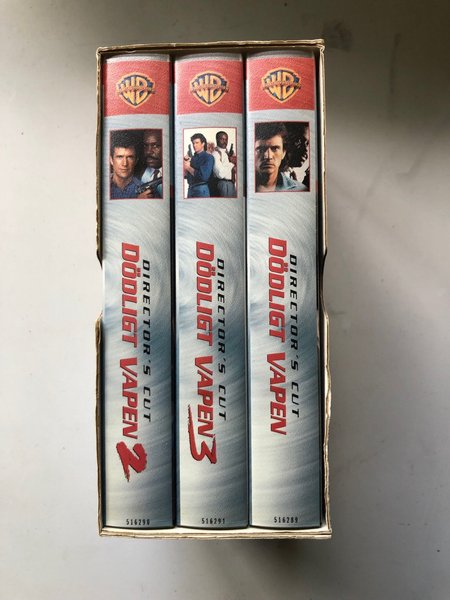 WB
DIRECTOR'S CUT
DÖDLIGT VAPEN 2
516290
WB
DIRECTOR'S CUT
DÖDLIGT VAPEN 3
516291
WB
DIRECTOR'S CUT
DÖDLIGT VAPEN
516289